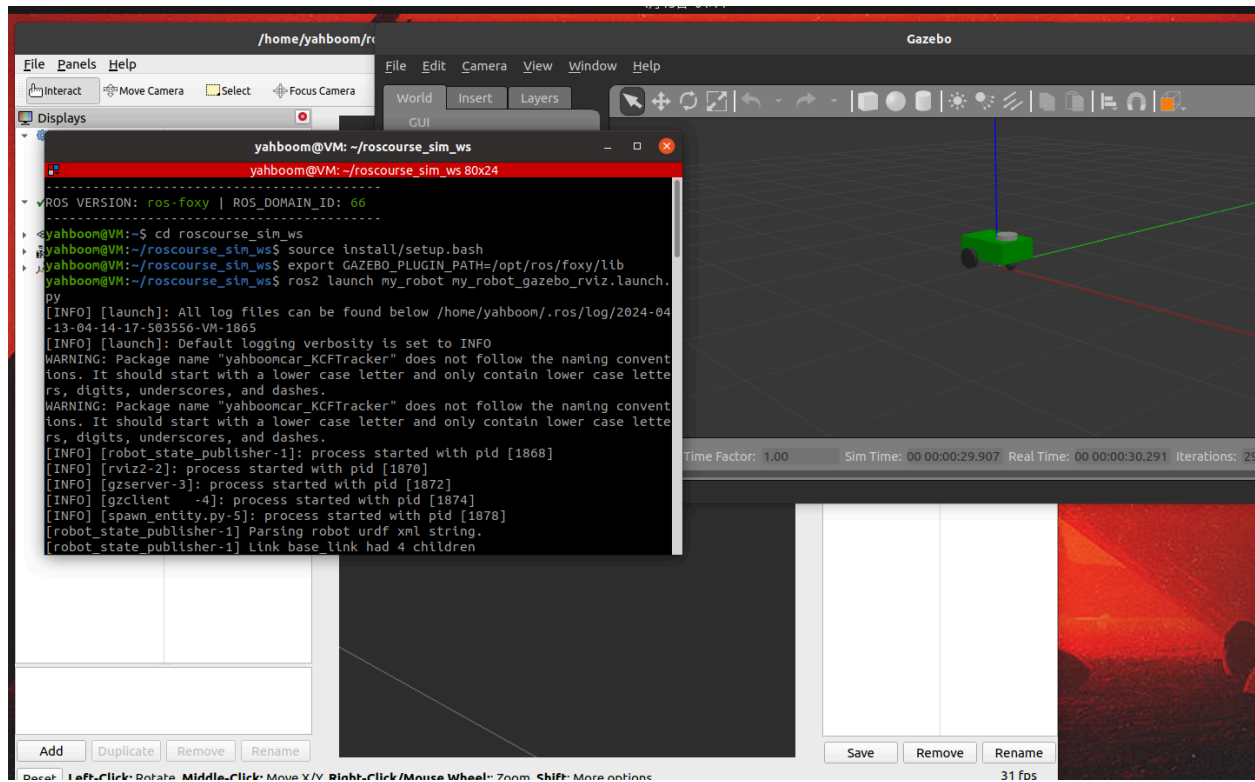 /home/yahboom/r
File Panels Help
Interact Move Camera Select Focus Camera
Displays
Gazebo
File Edit Camera View Window Help
World Insert Layers
GUI
yahboom@VM: ~/roscourse_sim_ws
yahboom@VM: ~/roscourse_sim_ws 80x24
--------------------------------------------
ROS VERSION: ros-foxy | ROS_DOMAIN_ID: 66
--------------------------------------------
yahboom@VM:~$ cd roscourse_sim_ws
yahboom@VM:~/roscourse_sim_ws$ source install/setup.bash
yahboom@VM:~/roscourse_sim_ws$ export GAZEBO_PLUGIN_PATH=/opt/ros/foxy/lib
yahboom@VM:~/roscourse_sim_ws$ ros2 launch my_robot my_robot_gazebo_rviz.launch.
py
[INFO] [launch]: All log files can be found below /home/yahboom/.ros/log/2024-04
-13-04-14-17-503556-VM-1865
[INFO] [launch]: Default logging verbosity is set to INFO
WARNING: Package name "yahboomcar_KCFTracker" does not follow the naming convent
ions. It should start with a lower case letter and only contain lower case lette
rs, digits, underscores, and dashes.
WARNING: Package name "yahboomcar_KCFTracker" does not follow the naming convent
ions. It should start with a lower case letter and only contain lower case lette
rs, digits, underscores, and dashes.
[INFO] [robot_state_publisher-1]: process started with pid [1868]
[INFO] [rviz2-2]: process started with pid [1870]
[INFO] [gzserver-3]: process started with pid [1872]
[INFO] [gzclient   -4]: process started with pid [1874]
[INFO] [spawn_entity.py-5]: process started with pid [1878]
[robot_state_publisher-1] Parsing robot urdf xml string.
[robot_state_publisher-1] Link base_link had 4 children
Time Factor: 1.00 Sim Time: 00 00:00:29.907 Real Time: 00 00:00:30.291 Iterations: 29
Add Duplicate Remove Rename
Save Remove Rename
Reset Left-Click: Rotate. Middle-Click: Move X/Y. Right-Click/Mouse Wheel:: Zoom. Shift: More options.
31 fps